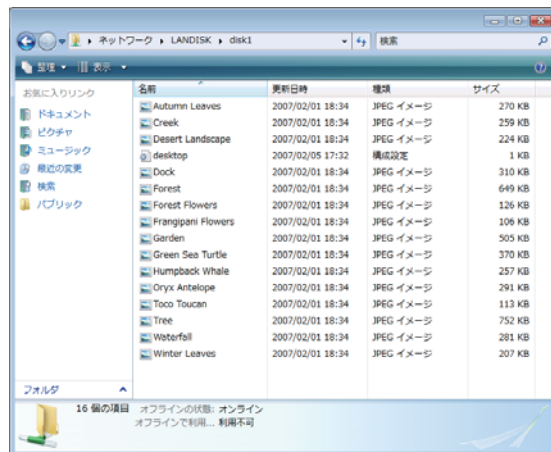 ネットワーク ▸ LANDISK ▸ disk1
検索
整理 表示
お気に入りリンク
ドキュメント
ピクチャ
ミュージック
最近の変更
検索
パブリック
フォルダ
名前 更新日時 種類 サイズ
Autumn Leaves 2007/02/01 18:34 JPEG イメージ 270 KB
Creek 2007/02/01 18:34 JPEG イメージ 259 KB
Desert Landscape 2007/02/01 18:34 JPEG イメージ 224 KB
desktop 2007/02/05 17:32 構成設定 1 KB
Dock 2007/02/01 18:34 JPEG イメージ 310 KB
Forest 2007/02/01 18:34 JPEG イメージ 649 KB
Forest Flowers 2007/02/01 18:34 JPEG イメージ 126 KB
Frangipani Flowers 2007/02/01 18:34 JPEG イメージ 106 KB
Garden 2007/02/01 18:34 JPEG イメージ 505 KB
Green Sea Turtle 2007/02/01 18:34 JPEG イメージ 370 KB
Humpback Whale 2007/02/01 18:34 JPEG イメージ 257 KB
Oryx Antelope 2007/02/01 18:34 JPEG イメージ 291 KB
Toco Toucan 2007/02/01 18:34 JPEG イメージ 113 KB
Tree 2007/02/01 18:34 JPEG イメージ 752 KB
Waterfall 2007/02/01 18:34 JPEG イメージ 281 KB
Winter Leaves 2007/02/01 18:34 JPEG イメージ 207 KB
16 個の項目 オフラインの状態: オンライン
オフラインで利用... 利用不可